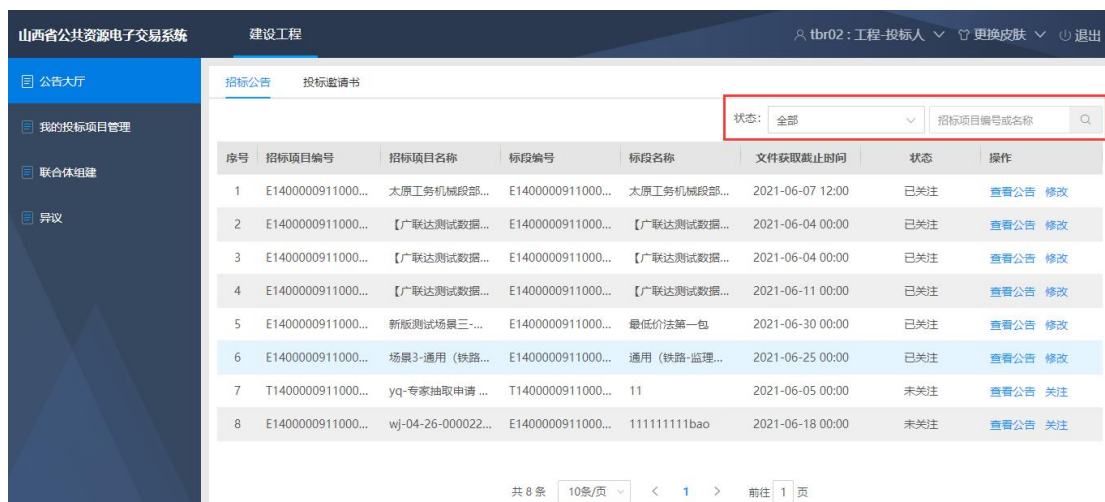 山西省公共资源电子交易系统 建设工程 tbr02 : 工程-投标人 更换皮肤 退出
公告大厅
我的投标项目管理
联合体组建
异议
招标公告 投标邀请书
状态： 全部 招标项目编号或名称
序号 招标项目编号 招标项目名称 标段编号 标段名称 文件获取截止时间 状态 操作
1 E1400000911000... 太原工务机械段部... E1400000911000... 太原工务机械段部... 2021-06-07 12:00 已关注 查看公告 修改
2 E1400000911000... 【广联达测试数据... E1400000911000... 【广联达测试数据... 2021-06-04 00:00 已关注 查看公告 修改
3 E1400000911000... 【广联达测试数据... E1400000911000... 【广联达测试数据... 2021-06-04 00:00 已关注 查看公告 修改
4 E1400000911000... 【广联达测试数据... E1400000911000... 【广联达测试数据... 2021-06-11 00:00 已关注 查看公告 修改
5 E1400000911000... 新版测试场景三-... E1400000911000... 最低价法第一包 2021-06-30 00:00 已关注 查看公告 修改
6 E1400000911000... 场景3-通用（铁路... E1400000911000... 通用（铁路-监理... 2021-06-25 00:00 已关注 查看公告 修改
7 T1400000911000... yq-专家抽取申请 ... T1400000911000... 11 2021-06-05 00:00 未关注 查看公告 关注
8 E1400000911000... wj-04-26-000022... E1400000911000... 111111111bao 2021-06-18 00:00 未关注 查看公告 关注
共 8 条 10条/页 < 1 > 前往 1 页